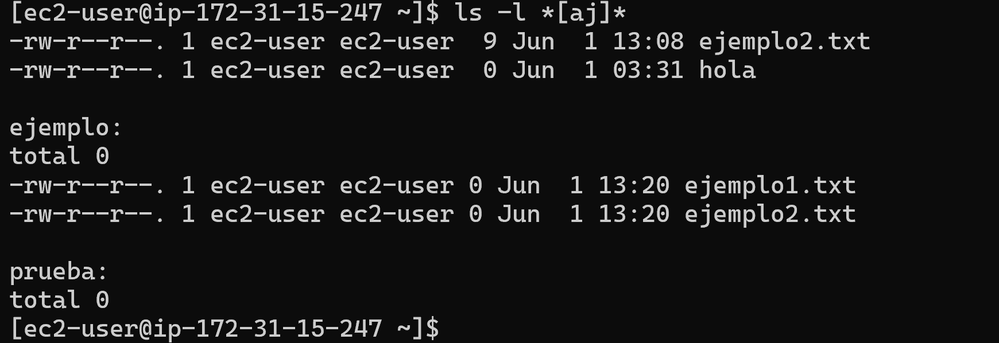 [ec2-user@ip-172-31-15-247 ~]$ ls -l *[aj]*
-rw-r--r--. 1 ec2-user ec2-user  9 Jun  1 13:08 ejemplo2.txt
-rw-r--r--. 1 ec2-user ec2-user  0 Jun  1 03:31 hola
ejemplo:
total 0
-rw-r--r--. 1 ec2-user ec2-user 0 Jun  1 13:20 ejemplo1.txt
-rw-r--r--. 1 ec2-user ec2-user 0 Jun  1 13:20 ejemplo2.txt
prueba:
total 0
[ec2-user@ip-172-31-15-247 ~]$